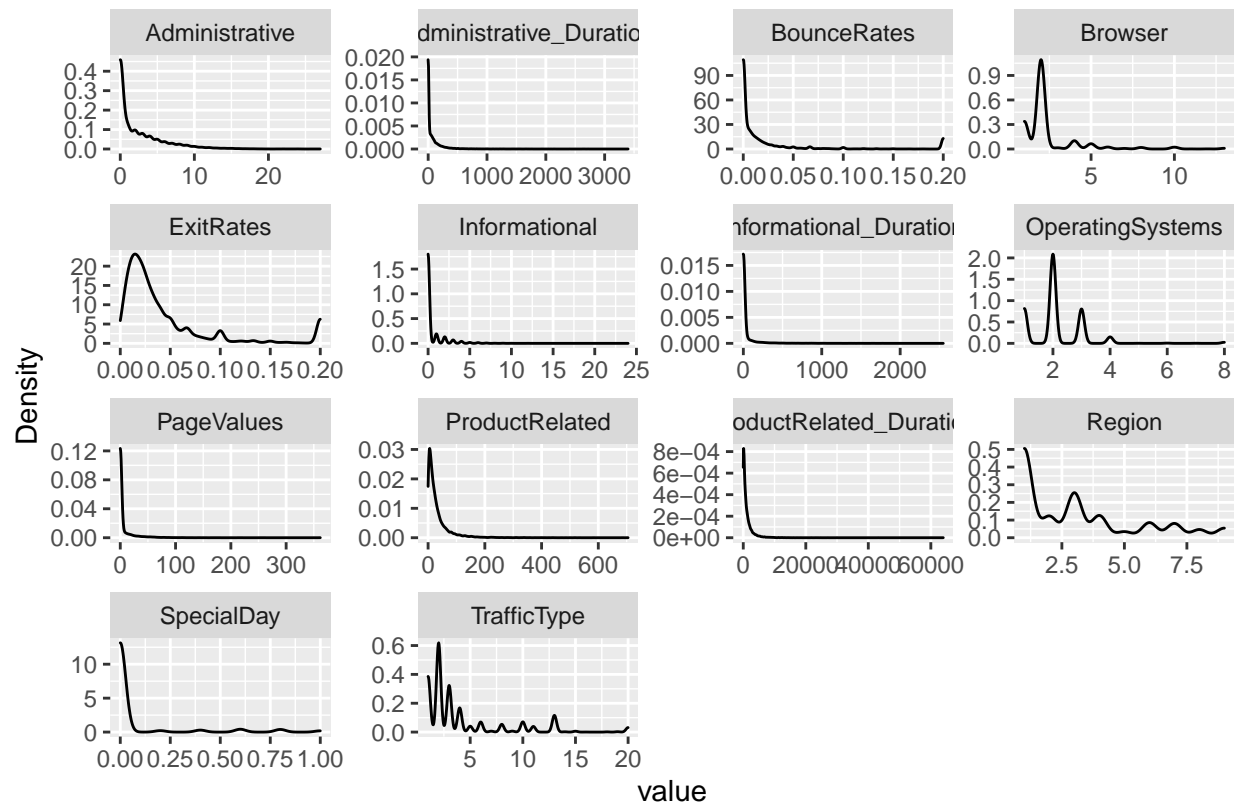 Administrative
dministrative_Duratio
BounceRates
Browser
0.4
0.3
0.2
0.1
0.0
0 10 20
0.020
0.015
0.010
0.005
0.000
0 1000 2000 3000
90
60
30
0
0.00 0.05 0.10 0.15 0.20
0.9
0.6
0.3
0.0
5 10
ExitRates
Informational
nformational_Duration
OperatingSystems
20
15
10
5
0
0.00 0.05 0.10 0.15 0.20
1.5
1.0
0.5
0.0
0 5 10 15 20 25
0.015
0.010
0.005
0.000
0 1000 2000
2.0
1.5
1.0
0.5
0.0
2 4 6 8
PageValues
ProductRelated
oductRelated_Duratio
Region
0.12
0.08
0.04
0.00
0 100 200 300
0.03
0.02
0.01
0.00
0 200 400 600
8e−04
6e−04
4e−04
2e−04
0e+00
0 20000 40000 60000
0.5
0.4
0.3
0.2
0.1
0.0
2.5 5.0 7.5
SpecialDay
TrafficType
10
5
0
0.00 0.25 0.50 0.75 1.00
0.6
0.4
0.2
0.0
5 10 15 20
Density
value